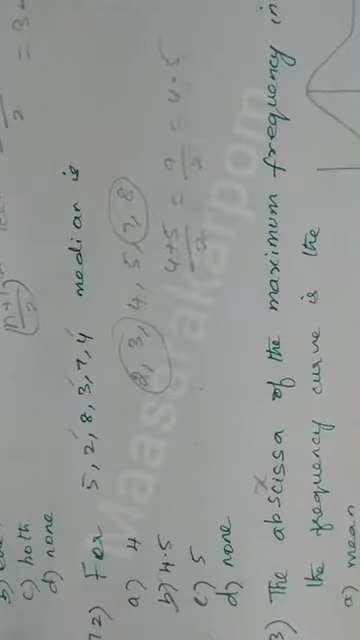 c) both
d) none
12) For 5, 2, 8, 3, 7, 4 median is
a) 4
2, 3, 4, 5, 7, 8
b) 4.5
4+5/2 = 9/2 = 4.5
c) 5
d) none
The abscissa of the maximum frequency in
x
the frequency curve is the
a) mean
(n+1/2)
= 3